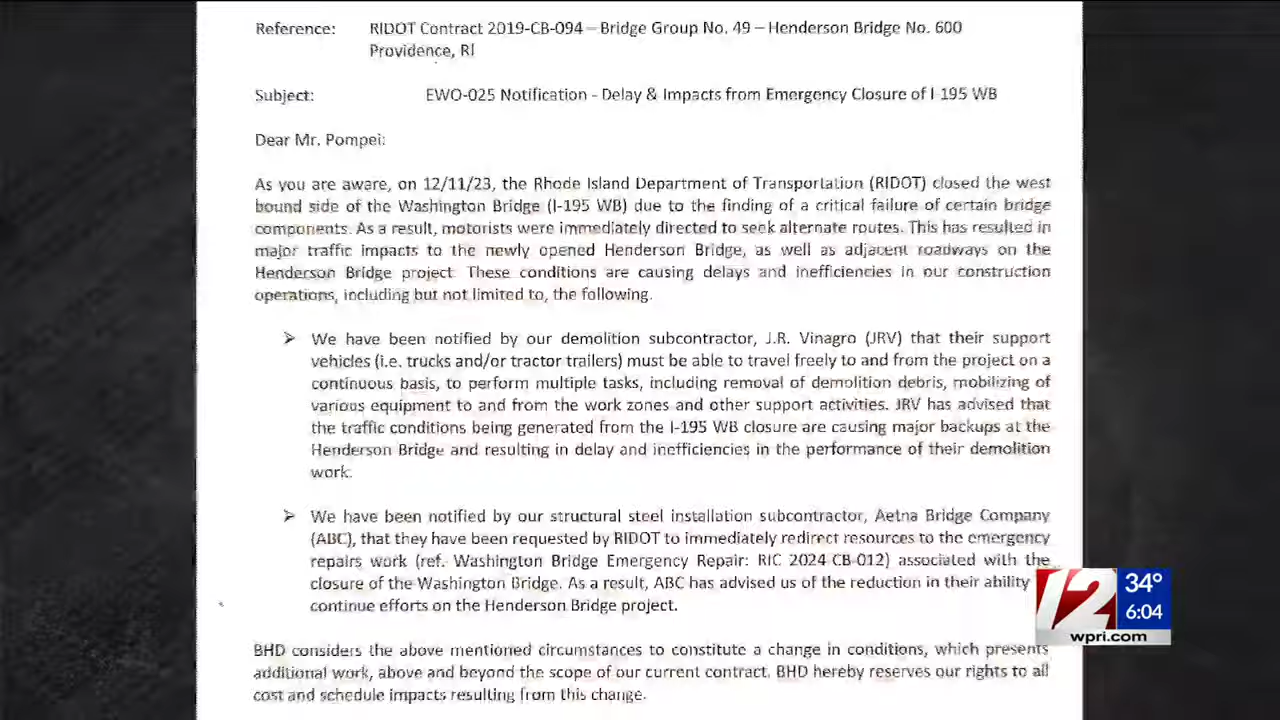 Reference: RIDOT Contract 2019-CB-094 – Bridge Group No. 49 – Henderson Bridge No. 600
Providence, RI
Subject: EWO-025 Notification - Delay & Impacts from Emergency Closure of I-195 WB
Dear Mr. Pompei:
As you are aware, on 12/11/23, the Rhode Island Department of Transportation (RIDOT) closed the west
bound side of the Washington Bridge (I-195 WB) due to the finding of a critical failure of certain bridge
components. As a result, motorists were immediately directed to seek alternate routes. This has resulted in
major traffic impacts to the newly opened Henderson Bridge, as well as adjacent roadways on the
Henderson Bridge project. These conditions are causing delays and inefficiencies in our construction
operations, including but not limited to, the following.
➢ We have been notified by our demolition subcontractor, J.R. Vinagro (JRV) that their support
vehicles (i.e. trucks and/or tractor trailers) must be able to travel freely to and from the project on a
continuous basis, to perform multiple tasks, including removal of demolition debris, mobilizing of
various equipment to and from the work zones and other support activities. JRV has advised that
the traffic conditions being generated from the I-195 WB closure are causing major backups at the
Henderson Bridge and resulting in delay and inefficiencies in the performance of their demolition
work.
➢ We have been notified by our structural steel installation subcontractor, Aetna Bridge Company
(ABC), that they have been requested by RIDOT to immediately redirect resources to the emergency
repairs work (ref. Washington Bridge Emergency Repair: RIC 2024-CB-012) associated with the
closure of the Washington Bridge. As a result, ABC has advised us of the reduction in their ability
continue efforts on the Henderson Bridge project.
BHD considers the above mentioned circumstances to constitute a change in conditions, which presents
additional work, above and beyond the scope of our current contract. BHD hereby reserves our rights to all
cost and schedule impacts resulting from this change.
12
34°
6:04
wpri.com